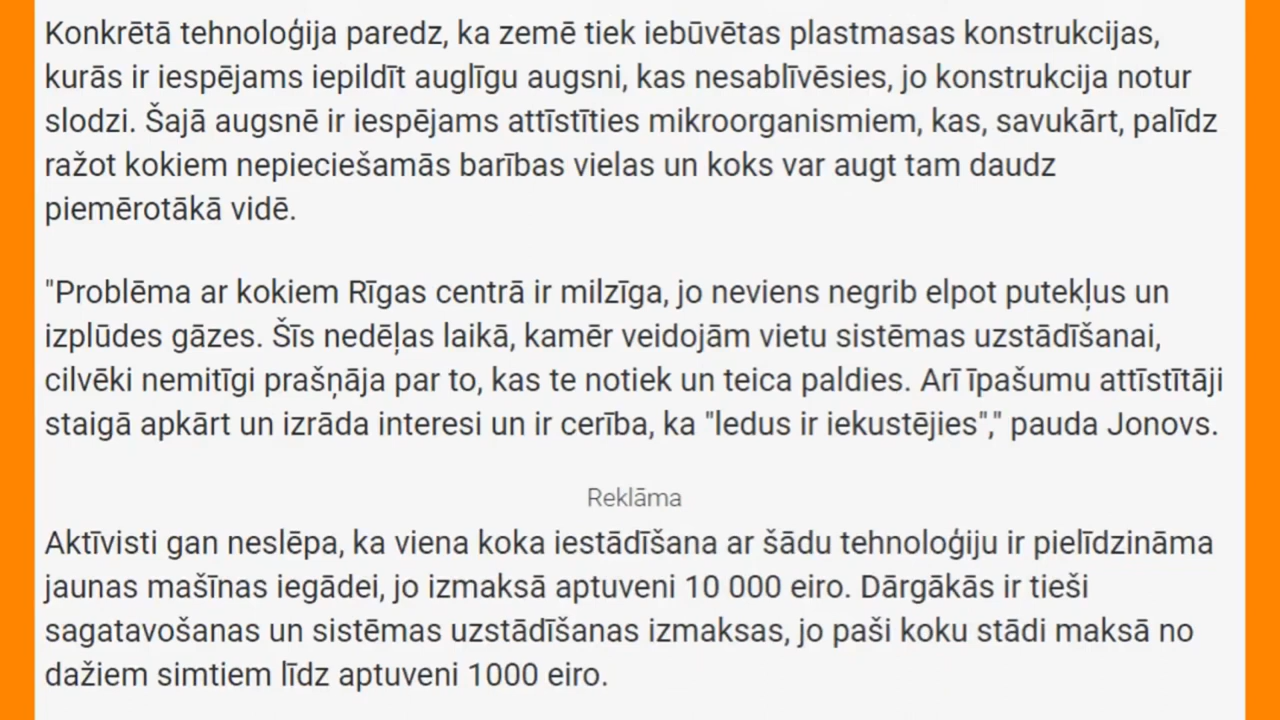 Konkrētā tehnoloģija paredz, ka zemē tiek iebūvētas plastmasas konstrukcijas,
kurās ir iespējams iepildīt auglīgu augsni, kas nesablīvēsies, jo konstrukcija notur
slodzi. Šajā augsnē ir iespējams attīstīties mikroorganismiem, kas, savukārt, palīdz
ražot kokiem nepieciešamās barības vielas un koks var augt tam daudz
piemērotākā vidē.
"Problēma ar kokiem Rīgas centrā ir milzīga, jo neviens negrib elpot putekļus un
izplūdes gāzes. Šīs nedēļas laikā, kamēr veidojām vietu sistēmas uzstādīšanai,
cilvēki nemitīgi prašņāja par to, kas te notiek un teica paldies. Arī īpašumu attīstītāji
staigā apkārt un izrāda interesi un ir cerība, ka "ledus ir iekustējies"," pauda Jonovs.
Reklāma
Aktīvisti gan neslēpa, ka viena koka iestādīšana ar šādu tehnoloģiju ir pielīdzināma
jaunas mašīnas iegādei, jo izmaksā aptuveni 10 000 eiro. Dārgākās ir tieši
sagatavošanas un sistēmas uzstādīšanas izmaksas, jo paši koku stādi maksā no
dažiem simtiem līdz aptuveni 1000 eiro.